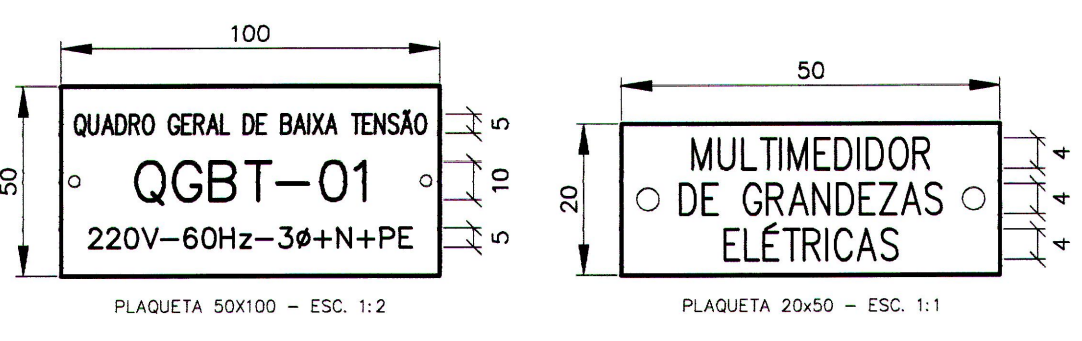 100
50
QUADRO GERAL DE BAIXA TENSÃO
QGBT-01
220V-60Hz-3ø+N+PE
5
10
5
PLAQUETA 50X100 - ESC. 1:2
50
20
MULTIMEDIDOR
DE GRANDEZAS
ELÉTRICAS
4
4
4
PLAQUETA 20x50 - ESC. 1:1